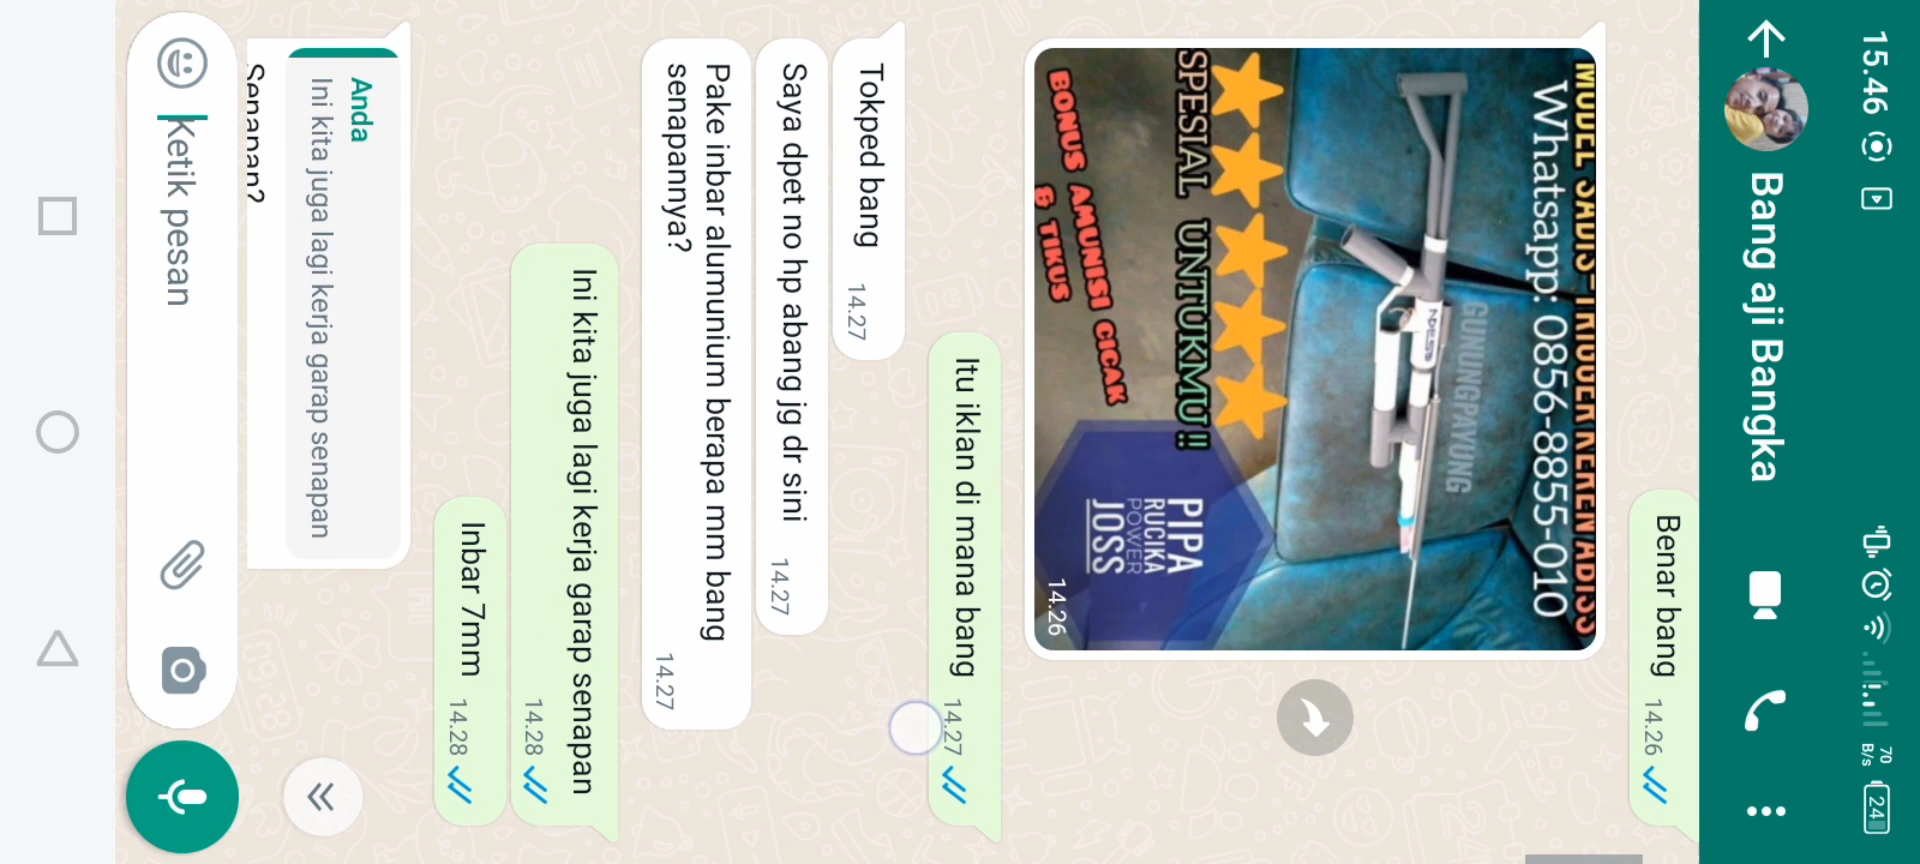 15.46
70
B/s
24
Bang aji Bangka
Benar bang
14.26
MODEL SADIS-TRIGGER KEREN ABISS
Whatsapp: 0856-8855-010
GUNUNGPAYUNG
SPESIAL UNTUKMU!!
BONUS AMUNISI CICAK
& TIKUS
PIPA
RUCIKA
POWER
JOSS
14.26
Itu iklan di mana bang
14.27
Tokped bang
14.27
Saya dpet no hp abang jg dr sini
14.27
Pake inbar alumunium berapa mm bang
senapannya?
14.27
Ini kita juga lagi kerja garap senapan
14.28
Inbar 7mm
14.28
Anda
Ini kita juga lagi kerja garap senapan
Senapan?
Ketik pesan